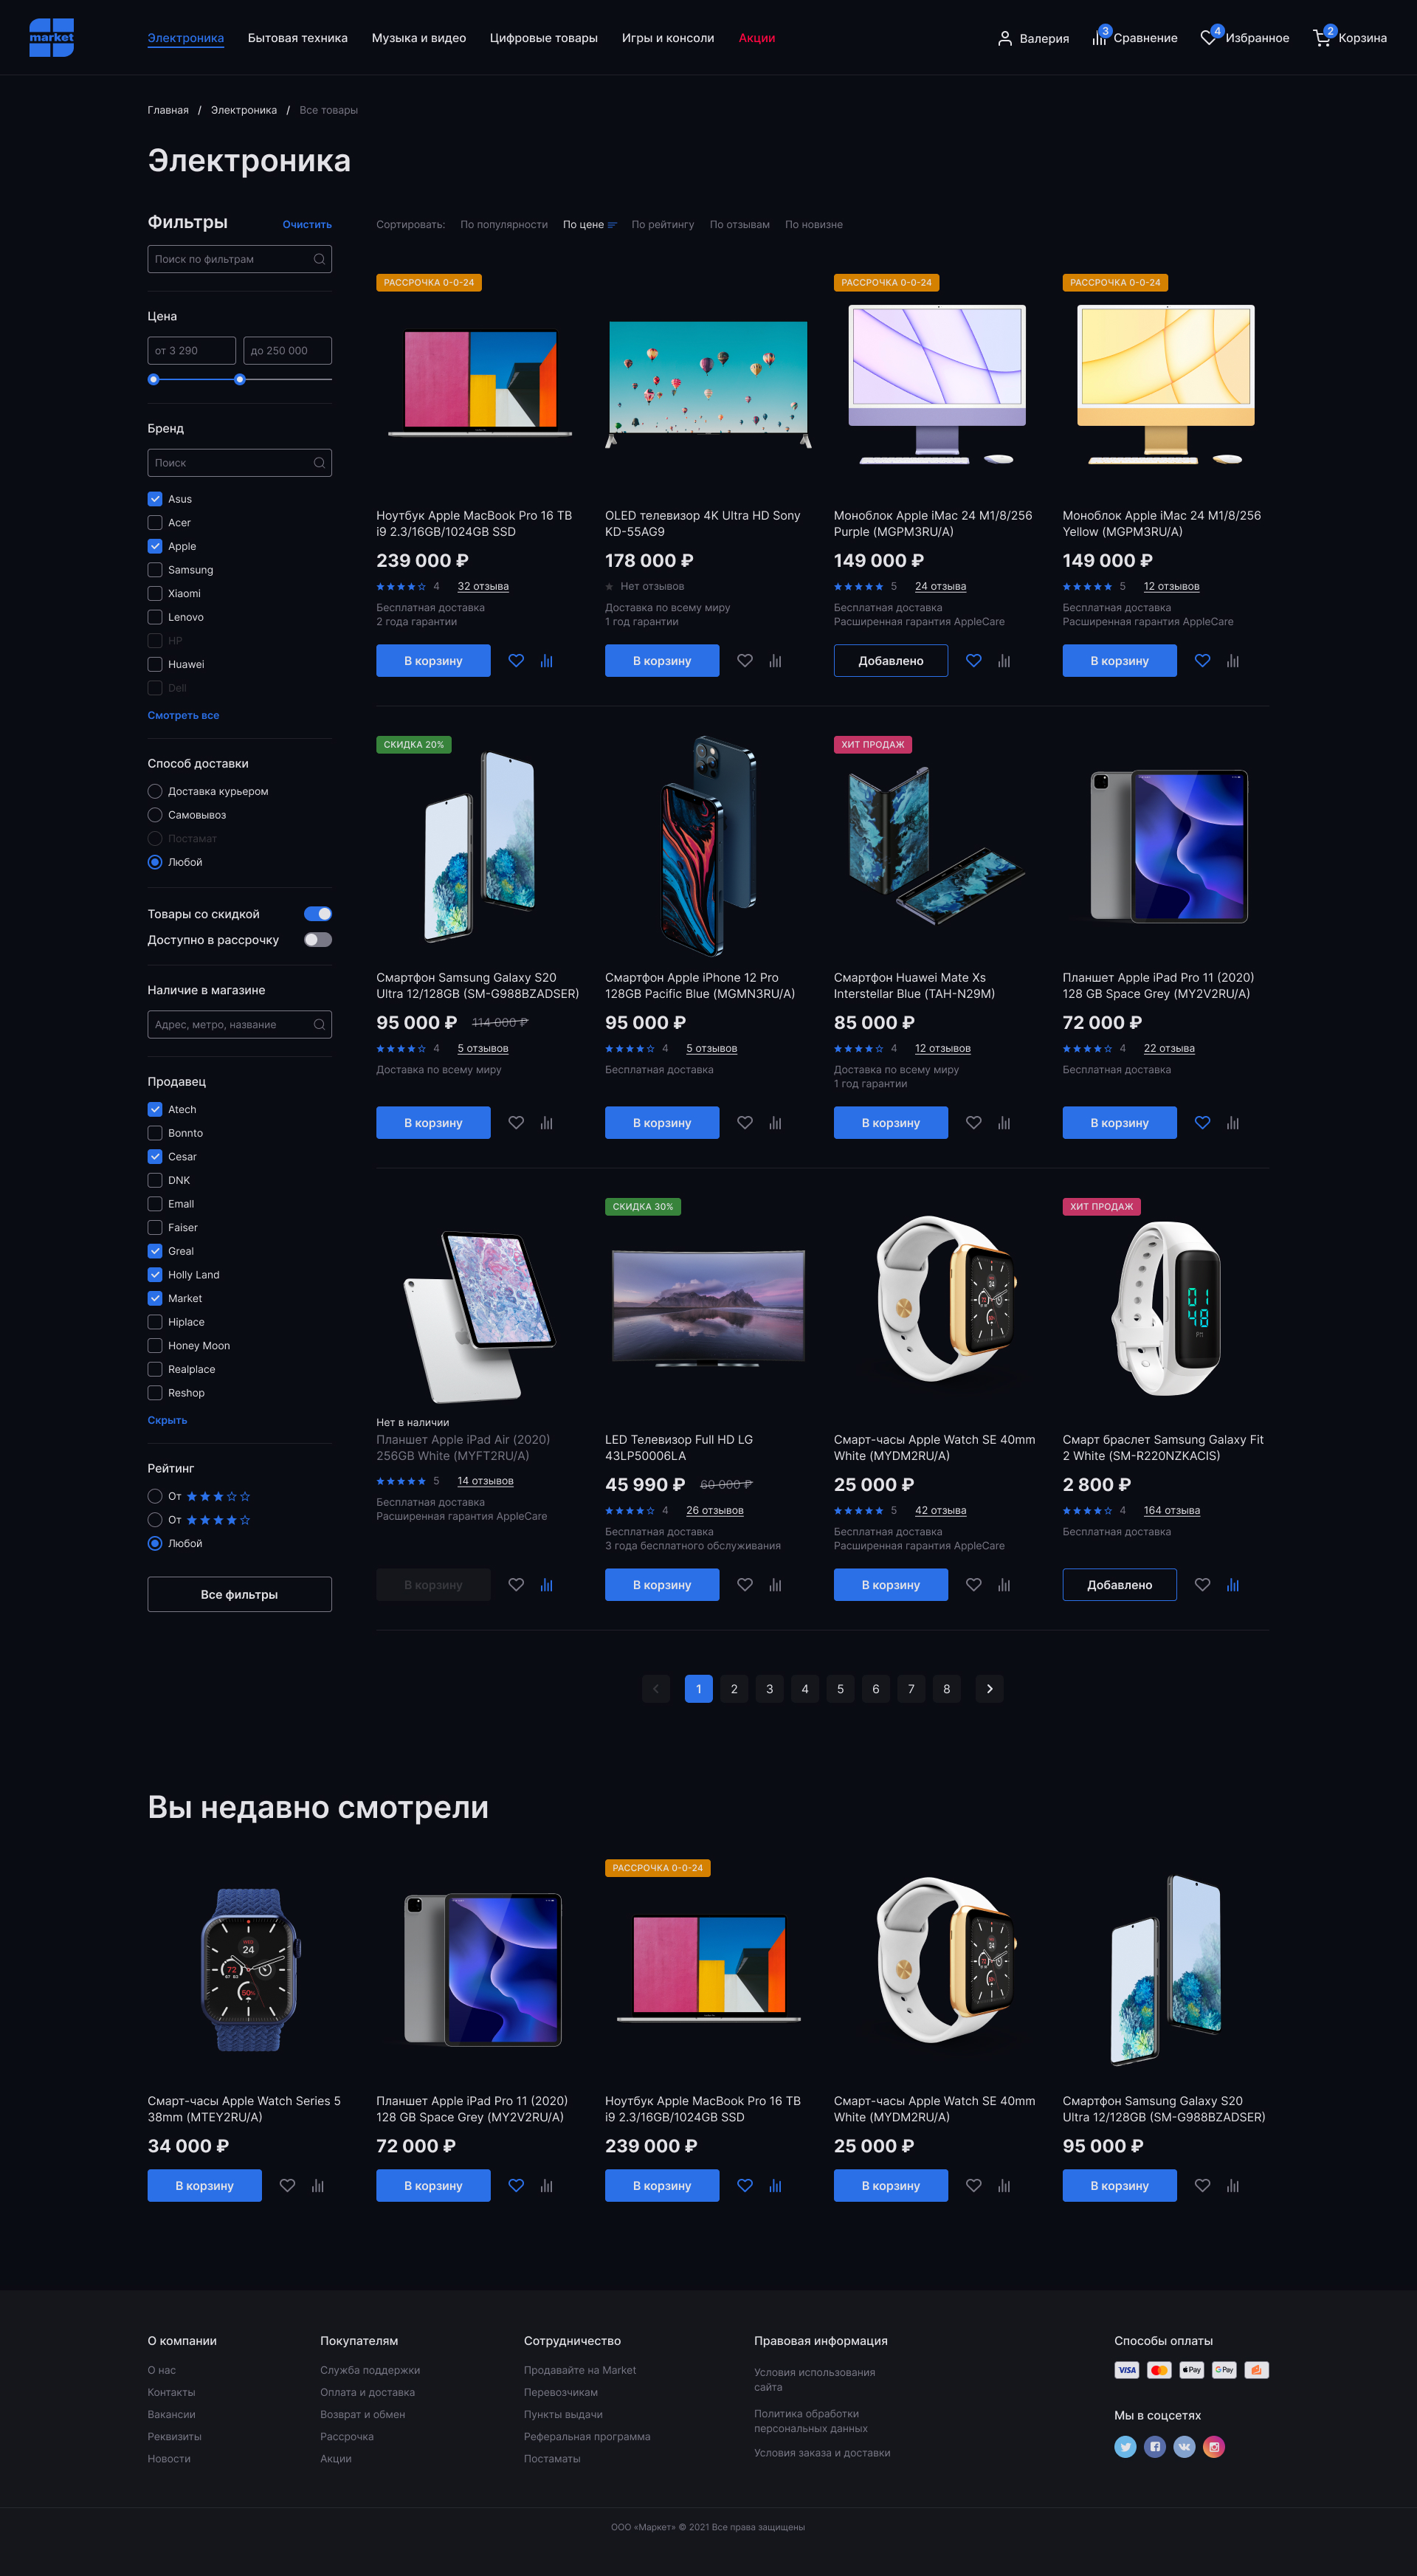 market
Электроника Бытовая техника Музыка и видео Цифровые товары Игры и консоли Акции
Валерия 3 Сравнение 4 Избранное 2 Корзина
Главная / Электроника / Все товары
Электроника
Фильтры Очистить
Поиск по фильтрам
Цена
от 3 290 до 250 000
Бренд
Поиск
Asus
Acer
Apple
Samsung
Xiaomi
Lenovo
HP
Huawei
Dell
Смотреть все
Способ доставки
Доставка курьером
Самовывоз
Постамат
Любой
Товары со скидкой
Доступно в рассрочку
Наличие в магазине
Адрес, метро, название
Продавец
Atech
Bonnto
Cesar
DNK
Emall
Faiser
Greal
Holly Land
Market
Hiplace
Honey Moon
Realplace
Reshop
Скрыть
Рейтинг
От
От
Любой
Все фильтры
Сортировать: По популярности По цене По рейтингу По отзывам По новизне
РАССРОЧКА 0-0-24
Ноутбук Apple MacBook Pro 16 TB
i9 2.3/16GB/1024GB SSD
239 000 ₽
4 32 отзыва
Бесплатная доставка
2 года гарантии
В корзину
OLED телевизор 4K Ultra HD Sony
KD-55AG9
178 000 ₽
Нет отзывов
Доставка по всему миру
1 год гарантии
В корзину
РАССРОЧКА 0-0-24
Моноблок Apple iMac 24 M1/8/256
Purple (MGPM3RU/A)
149 000 ₽
5 24 отзыва
Бесплатная доставка
Расширенная гарантия AppleCare
Добавлено
РАССРОЧКА 0-0-24
Моноблок Apple iMac 24 M1/8/256
Yellow (MGPM3RU/A)
149 000 ₽
5 12 отзывов
Бесплатная доставка
Расширенная гарантия AppleCare
В корзину
СКИДКА 20%
Смартфон Samsung Galaxy S20
Ultra 12/128GB (SM-G988BZADSER)
95 000 ₽ 114 000 ₽
4 5 отзывов
Доставка по всему миру
В корзину
Смартфон Apple iPhone 12 Pro
128GB Pacific Blue (MGMN3RU/A)
95 000 ₽
4 5 отзывов
Бесплатная доставка
В корзину
ХИТ ПРОДАЖ
Смартфон Huawei Mate Xs
Interstellar Blue (TAH-N29M)
85 000 ₽
4 12 отзывов
Доставка по всему миру
1 год гарантии
В корзину
Планшет Apple iPad Pro 11 (2020)
128 GB Space Grey (MY2V2RU/A)
72 000 ₽
4 22 отзыва
Бесплатная доставка
В корзину
Нет в наличии
Планшет Apple iPad Air (2020)
256GB White (MYFT2RU/A)
5 14 отзывов
Бесплатная доставка
Расширенная гарантия AppleCare
В корзину
СКИДКА 30%
LED Телевизор Full HD LG
43LP50006LA
45 990 ₽ 60 000 ₽
4 26 отзывов
Бесплатная доставка
3 года бесплатного обслуживания
В корзину
Смарт-часы Apple Watch SE 40mm
White (MYDM2RU/A)
25 000 ₽
5 42 отзыва
Бесплатная доставка
Расширенная гарантия AppleCare
В корзину
ХИТ ПРОДАЖ
01
48
PM
Смарт браслет Samsung Galaxy Fit
2 White (SM-R220NZKACIS)
2 800 ₽
4 164 отзыва
Бесплатная доставка
Добавлено
1 2 3 4 5 6 7 8
Вы недавно смотрели
24
72
50%
Смарт-часы Apple Watch Series 5
38mm (MTEY2RU/A)
34 000 ₽
В корзину
Планшет Apple iPad Pro 11 (2020)
128 GB Space Grey (MY2V2RU/A)
72 000 ₽
В корзину
РАССРОЧКА 0-0-24
Ноутбук Apple MacBook Pro 16 TB
i9 2.3/16GB/1024GB SSD
239 000 ₽
В корзину
Смарт-часы Apple Watch SE 40mm
White (MYDM2RU/A)
25 000 ₽
В корзину
Смартфон Samsung Galaxy S20
Ultra 12/128GB (SM-G988BZADSER)
95 000 ₽
В корзину
О компании
О нас
Контакты
Вакансии
Реквизиты
Новости
Покупателям
Служба поддержки
Оплата и доставка
Возврат и обмен
Рассрочка
Акции
Сотрудничество
Продавайте на Market
Перевозчикам
Пункты выдачи
Реферальная программа
Постаматы
Правовая информация
Условия использования
сайта
Политика обработки
персональных данных
Условия заказа и доставки
Способы оплаты
VISA Pay G Pay
Мы в соцсетях
ООО «Маркет» © 2021 Все права защищены